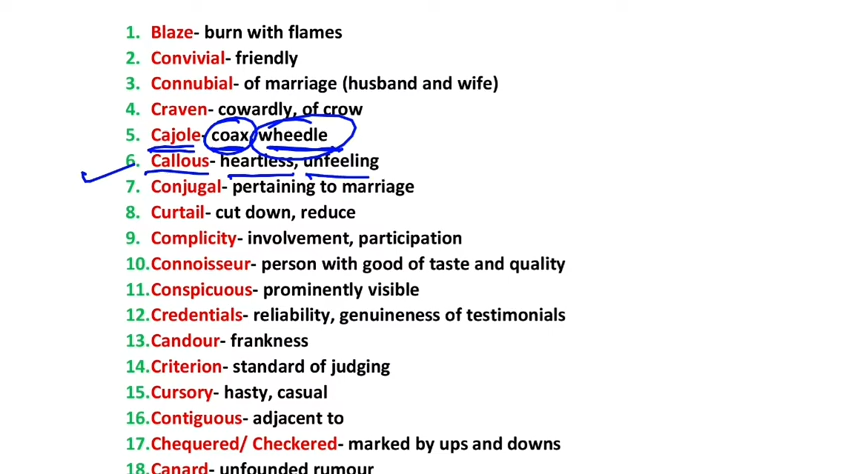 1. Blaze- burn with flames
2. Convivial- friendly
3. Connubial- of marriage (husband and wife)
4. Craven- cowardly, of crow
5. Cajole- coax, wheedle
6. Callous- heartless, unfeeling
7. Conjugal- pertaining to marriage
8. Curtail- cut down, reduce
9. Complicity- involvement, participation
10. Connoisseur- person with good of taste and quality
11. Conspicuous- prominently visible
12. Credentials- reliability, genuineness of testimonials
13. Candour- frankness
14. Criterion- standard of judging
15. Cursory- hasty, casual
16. Contiguous- adjacent to
17. Chequered/ Checkered- marked by ups and downs
18. Canard- unfounded rumour